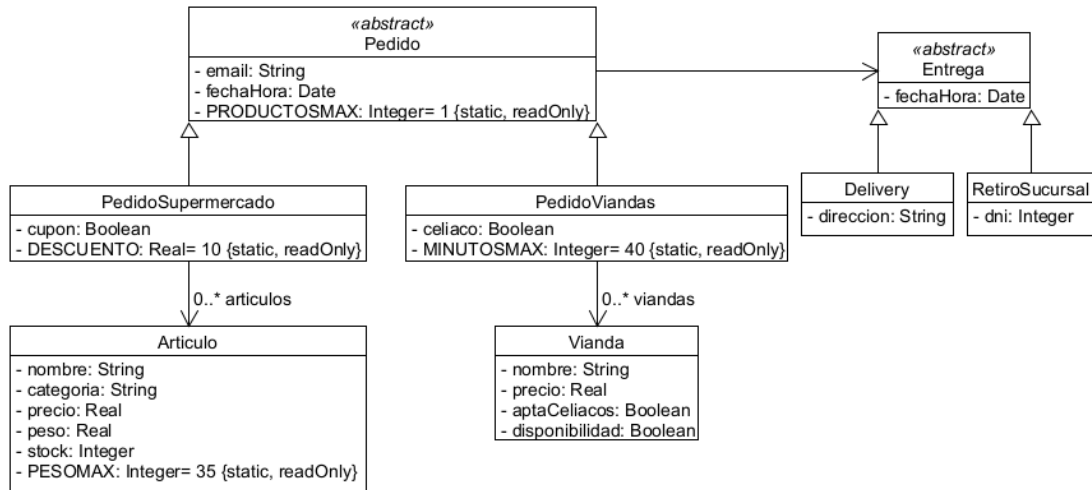 «abstract»
Pedido
- email: String
- fechaHora: Date
- PRODUCTOSMAX: Integer= 1 {static, readOnly}
«abstract»
Entrega
- fechaHora: Date
PedidoSupermercado
- cupon: Boolean
- DESCUENTO: Real= 10 {static, readOnly}
PedidoViandas
- celiaco: Boolean
- MINUTOSMAX: Integer= 40 {static, readOnly}
Delivery
- direccion: String
RetiroSucursal
- dni: Integer
0..* articulos
0..* viandas
Articulo
- nombre: String
- categoria: String
- precio: Real
- peso: Real
- stock: Integer
- PESOMAX: Integer= 35 {static, readOnly}
Vianda
- nombre: String
- precio: Real
- aptaCeliacos: Boolean
- disponibilidad: Boolean